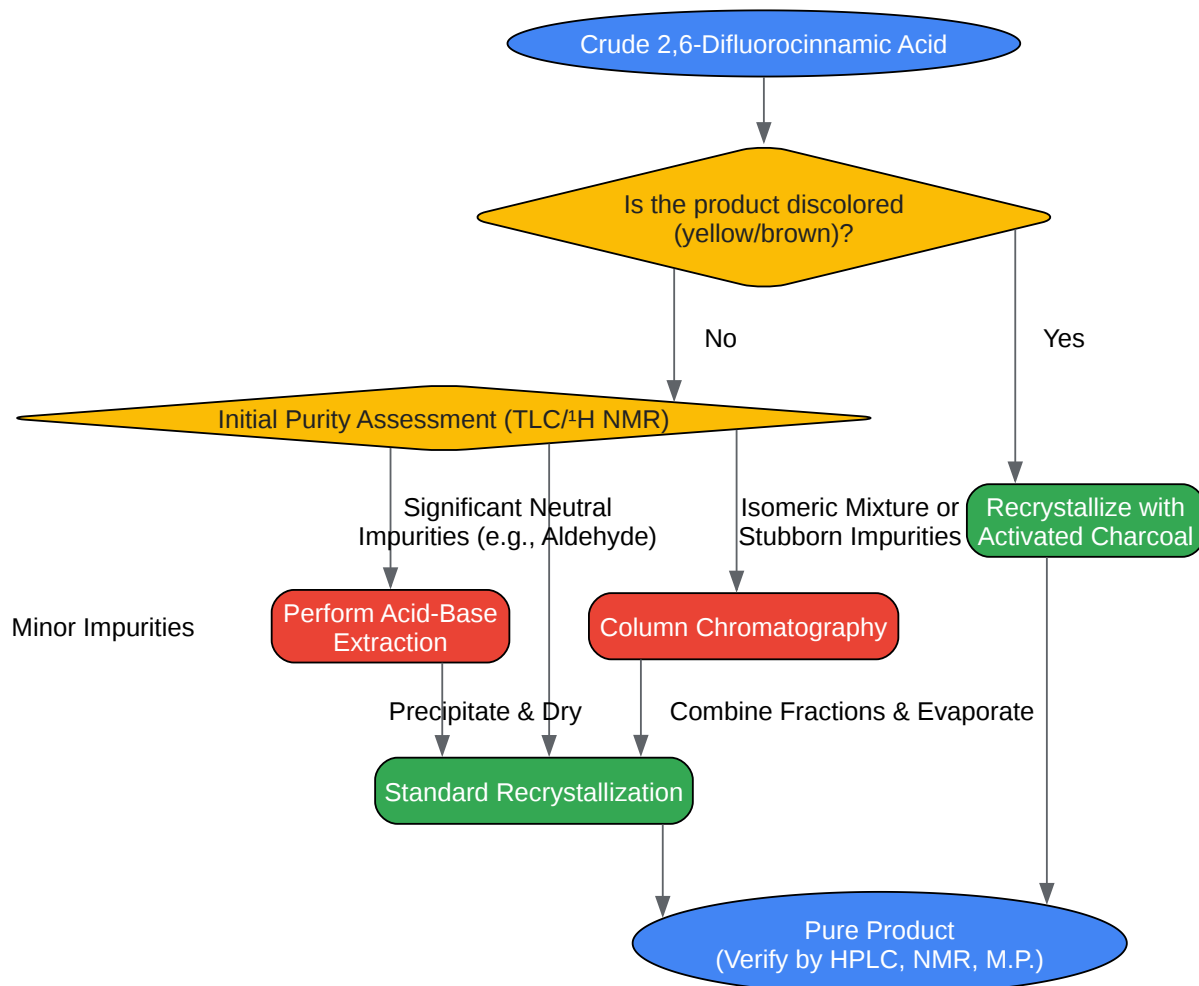 Crude 2,6-Difluorocinnamic Acid
Is the product discolored
(yellow/brown)?
No
Yes
Initial Purity Assessment (TLC/¹H NMR)
Significant Neutral
Impurities (e.g., Aldehyde)
Isomeric Mixture or
Stubborn Impurities
Recrystallize with
Activated Charcoal
Minor Impurities
Perform Acid-Base
Extraction
Column Chromatography
Precipitate & Dry
Combine Fractions & Evaporate
Standard Recrystallization
Pure Product
(Verify by HPLC, NMR, M.P.)